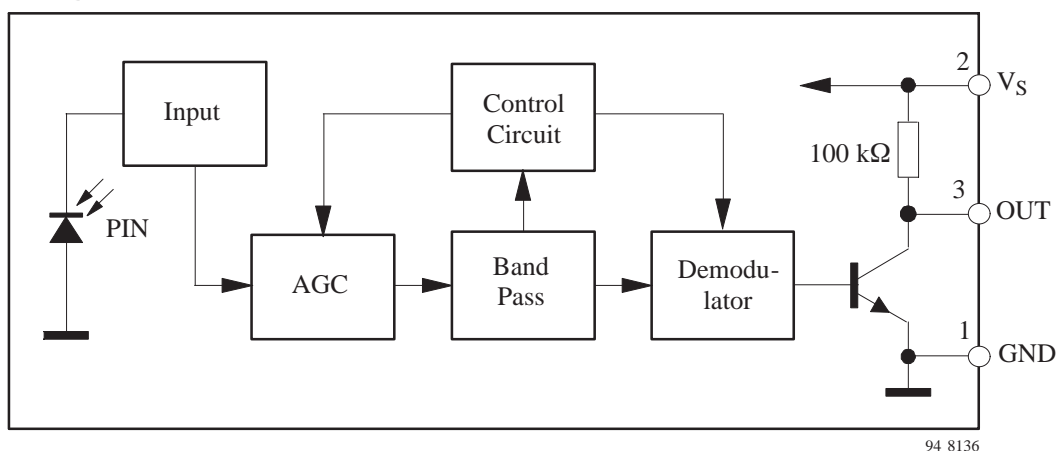 Input
PIN
AGC
Control
Circuit
Band
Pass
Demodu-
lator
100 kΩ
2
V_S
3
OUT
1
GND
94 8136